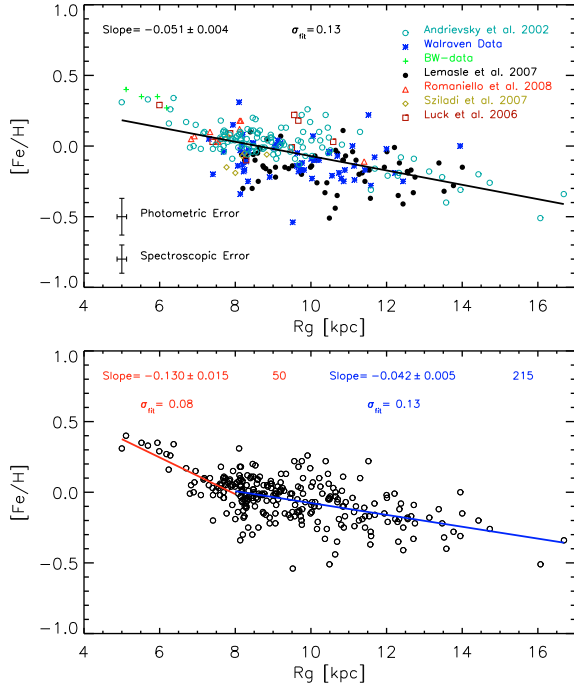 Slope= −0.051 ± 0.004 σfit=0.13
Andrievsky et al. 2002
Walraven Data
BW−data
Lemasle et al. 2007
Romaniello et al. 2008
Sziladi et al. 2007
Luck et al. 2006
1.0
0.5
0.0
−0.5
−1.0
[Fe/H]
Photometric Error
Spectroscopic Error
4 6 8 10 12 14 16
Rg [kpc]
Slope= −0.130 ± 0.015 50 Slope= −0.042 ± 0.005 215
σfit= 0.08 σfit= 0.13
1.0
0.5
0.0
−0.5
−1.0
[Fe/H]
4 6 8 10 12 14 16
Rg [kpc]